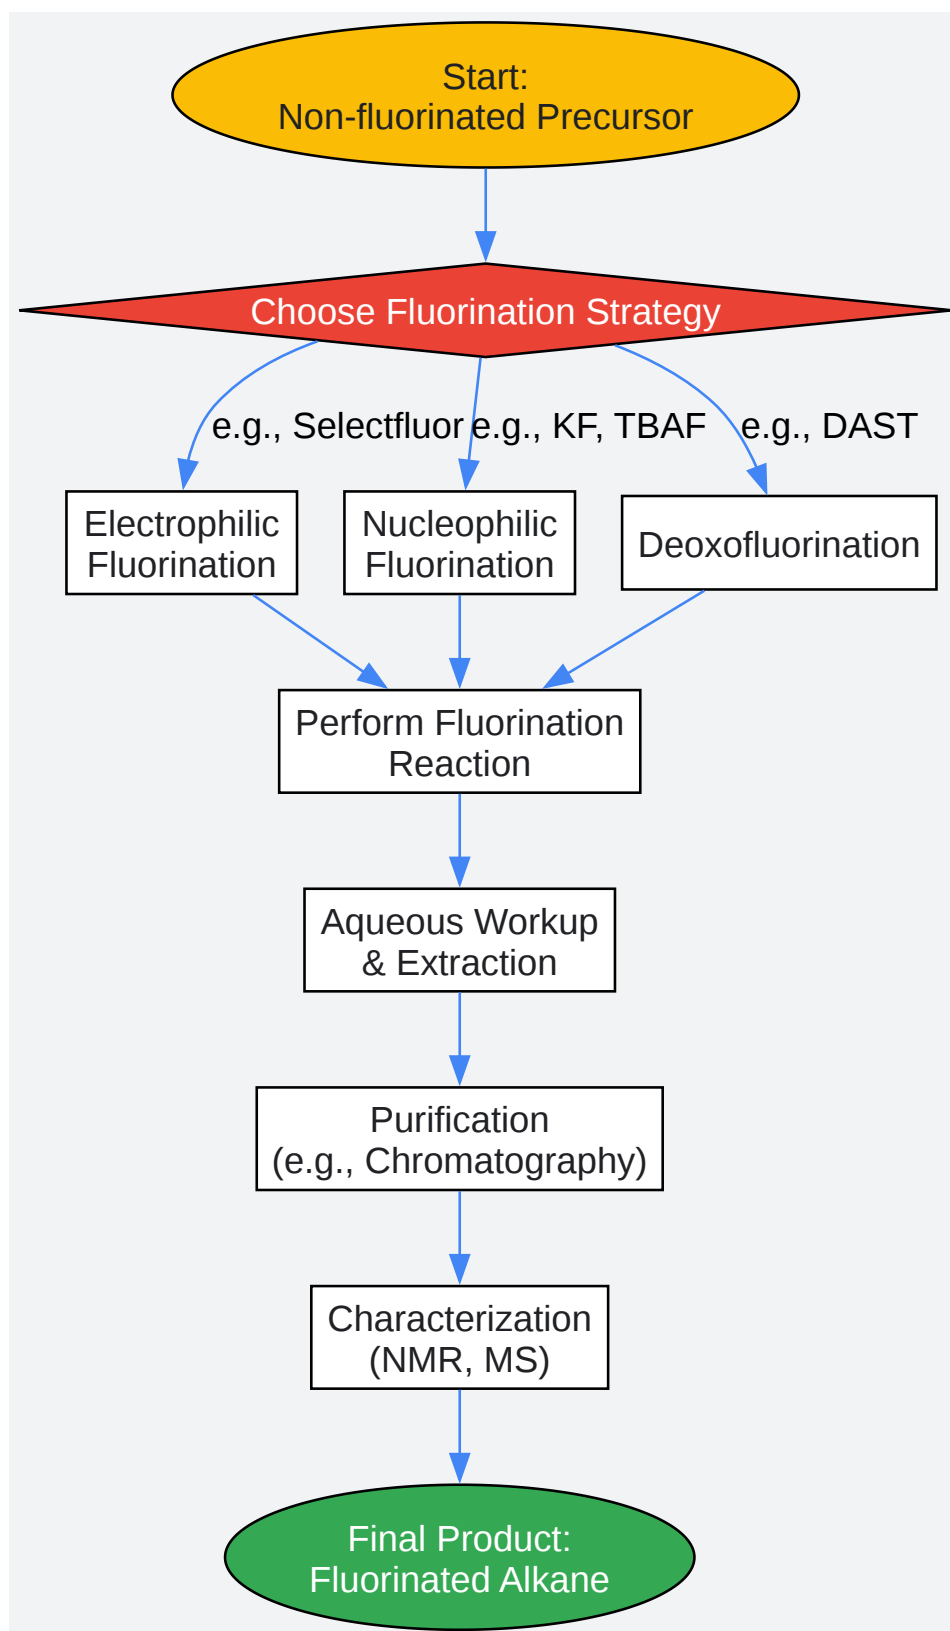 Start:
Non-fluorinated Precursor
Choose Fluorination Strategy
e.g., Selectfluor
e.g., KF, TBAF
e.g., DAST
Electrophilic
Fluorination
Nucleophilic
Fluorination
Deoxofluorination
Perform Fluorination
Reaction
Aqueous Workup
& Extraction
Purification
(e.g., Chromatography)
Characterization
(NMR, MS)
Final Product:
Fluorinated Alkane